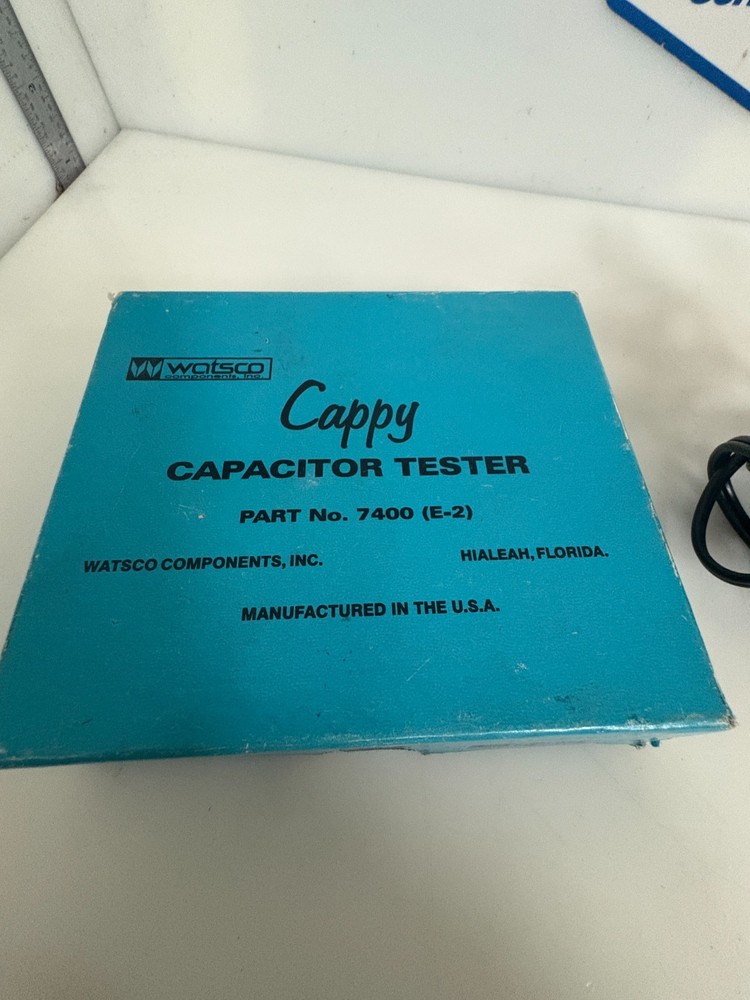 watsco
components, inc.
Cappy
CAPACITOR TESTER
PART No. 7400 (E-2)
WATSCO COMPONENTS, INC. HIALEAH, FLORIDA.
MANUFACTURED IN THE U.S.A.